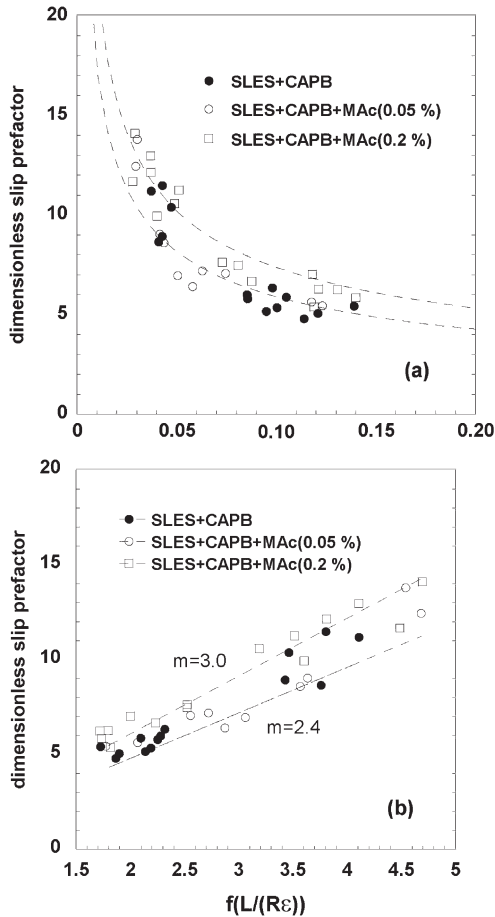 20
15
10
5
0
dimensionless slip prefactor
SLES+CAPB
SLES+CAPB+MAc(0.05 %)
SLES+CAPB+MAc(0.2 %)
(a)
0 0.05 0.10 0.15 0.20
20
15
10
5
0
dimensionless slip prefactor
SLES+CAPB
SLES+CAPB+MAc(0.05 %)
SLES+CAPB+MAc(0.2 %)
m=3.0
m=2.4
(b)
1.5 2 2.5 3 3.5 4 4.5 5
f(L/(Rε))